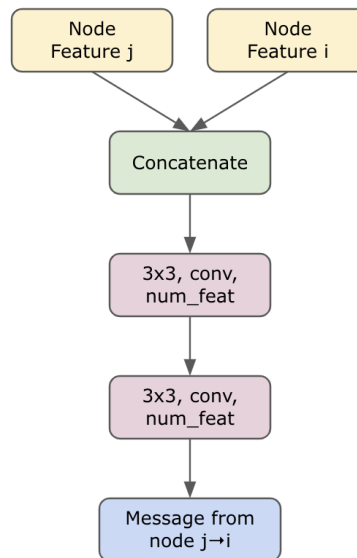 Node
Feature j
Node
Feature i
Concatenate
3x3, conv,
num_feat
3x3, conv,
num_feat
Message from
node j→i